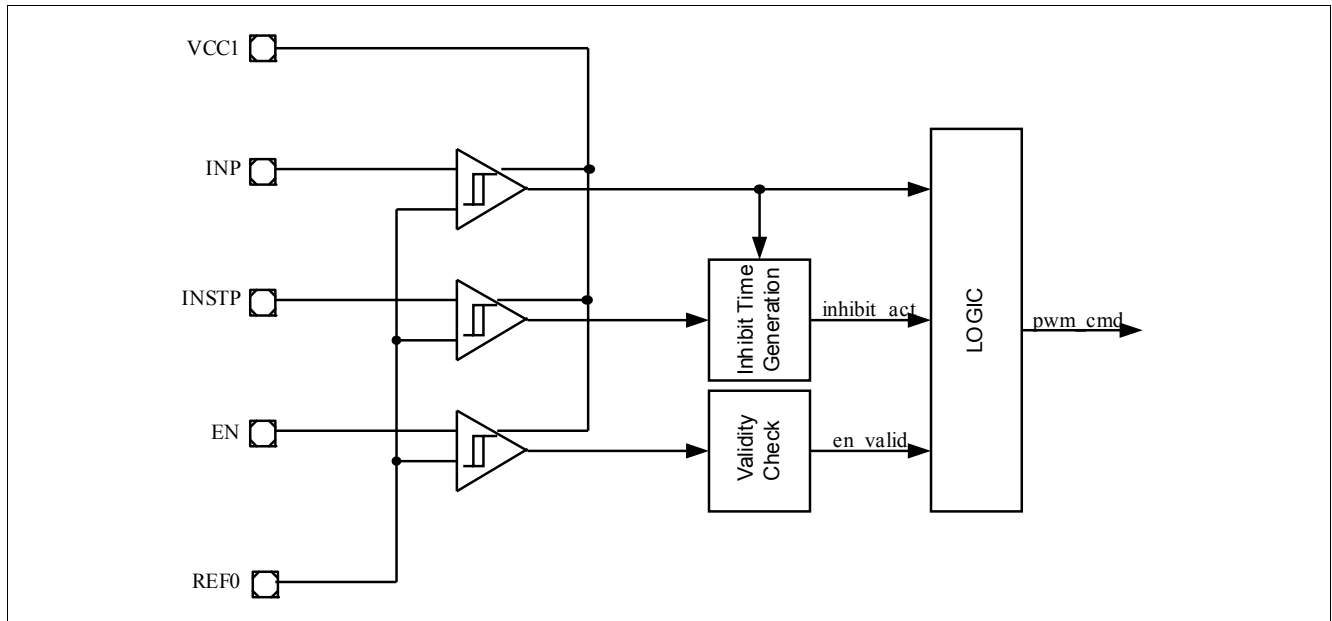 VCC1
INP
INSTP
EN
REF0
Inhibit Time
Generation
inhibit_act
Validity
Check
en_valid
LOGIC
pwm_cmd